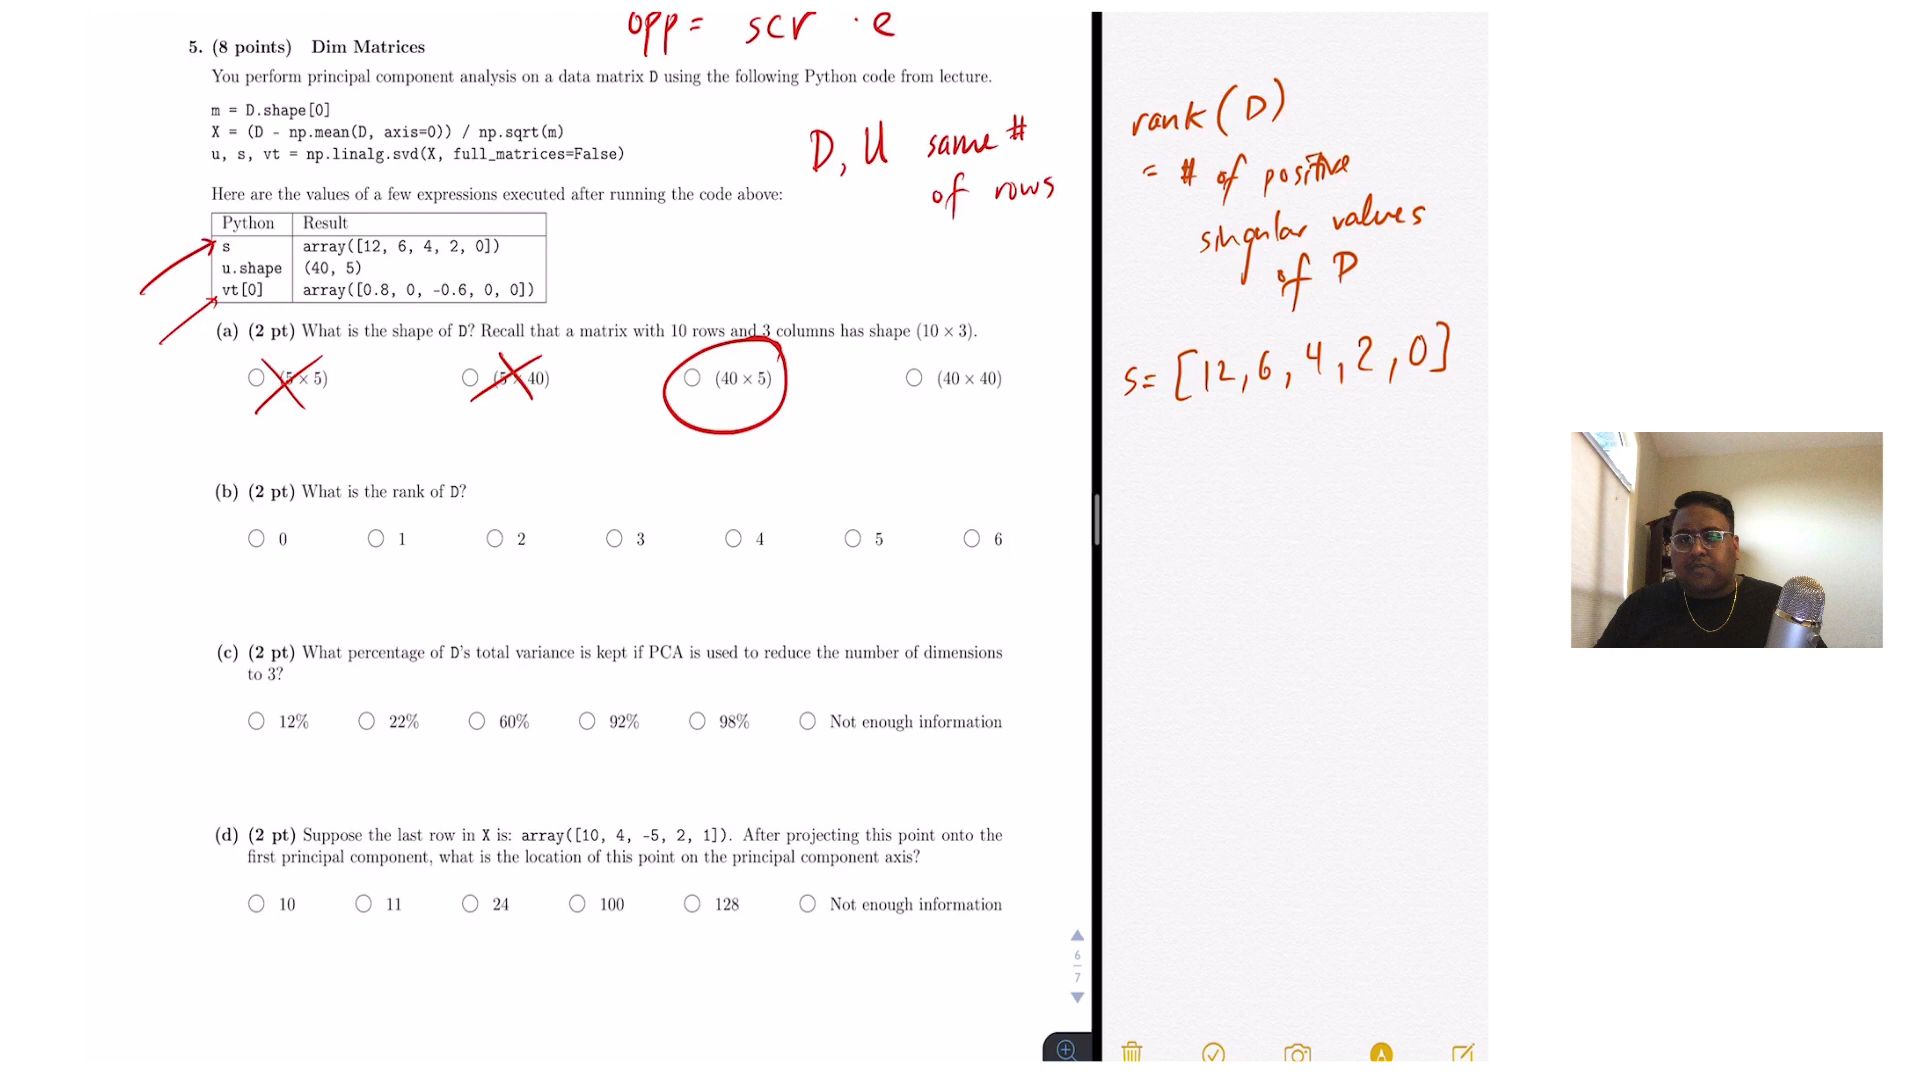 opp = scr · e
5. (8 points) Dim Matrices
You perform principal component analysis on a data matrix D using the following Python code from lecture.
m = D.shape[0]
X = (D - np.mean(D, axis=0)) / np.sqrt(m)
u, s, vt = np.linalg.svd(X, full_matrices=False)
D, U same #
of rows
Here are the values of a few expressions executed after running the code above:
Python Result
s array([12, 6, 4, 2, 0])
u.shape (40, 5)
vt[0] array([0.8, 0, -0.6, 0, 0])
(a) (2 pt) What is the shape of D? Recall that a matrix with 10 rows and 3 columns has shape (10 × 3).
(5 × 5) (5 × 40) (40 × 5) (40 × 40)
(b) (2 pt) What is the rank of D?
0 1 2 3 4 5 6
(c) (2 pt) What percentage of D's total variance is kept if PCA is used to reduce the number of dimensions
to 3?
12% 22% 60% 92% 98% Not enough information
(d) (2 pt) Suppose the last row in X is: array([10, 4, -5, 2, 1]). After projecting this point onto the
first principal component, what is the location of this point on the principal component axis?
10 11 24 100 128 Not enough information
6
7
rank(D)
= # of positive
singular values
of D
s= [12, 6, 4, 2, 0]